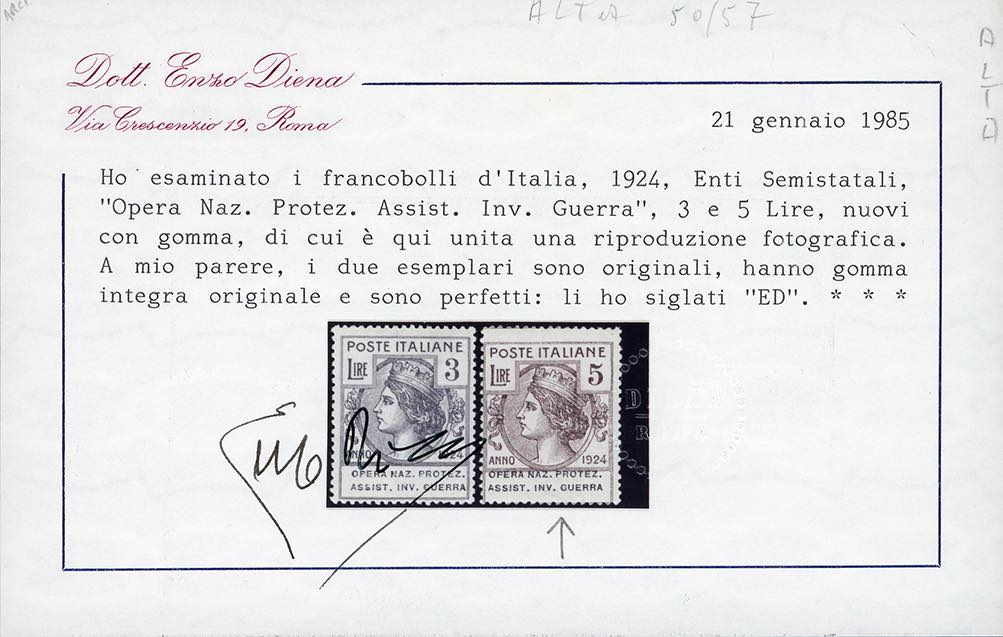 ALTA 50/57
ALTA
Dott. Enzo Diena
Via Crescenzio 19, Roma
21 gennaio 1985
Ho esaminato i francobolli d'Italia, 1924, Enti Semistatali,
"Opera Naz. Protez. Assist. Inv. Guerra", 3 e 5 Lire, nuovi
con gomma, di cui è qui unita una riproduzione fotografica.
A mio parere, i due esemplari sono originali, hanno gomma
integra originale e sono perfetti: li ho siglati "ED". * * *
POSTE ITALIANE
LIRE 3
ANNO 1924
OPERA NAZ. PROTEZ.
ASSIST. INV. GUERRA
POSTE ITALIANE
LIRE 5
ANNO 1924
OPERA NAZ. PROTEZ.
ASSIST. INV. GUERRA